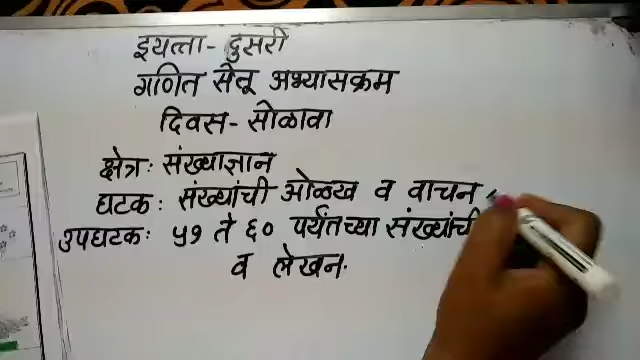 इयत्ता - दुसरी
गणित सेतू अभ्यासक्रम
दिवस - सोळावा
क्षेत्र: संख्याज्ञान
घटक: संख्यांची ओळख व वाचन
उपघटक: ५१ ते ६० पर्यंतच्या संख्यांची
व लेखन.